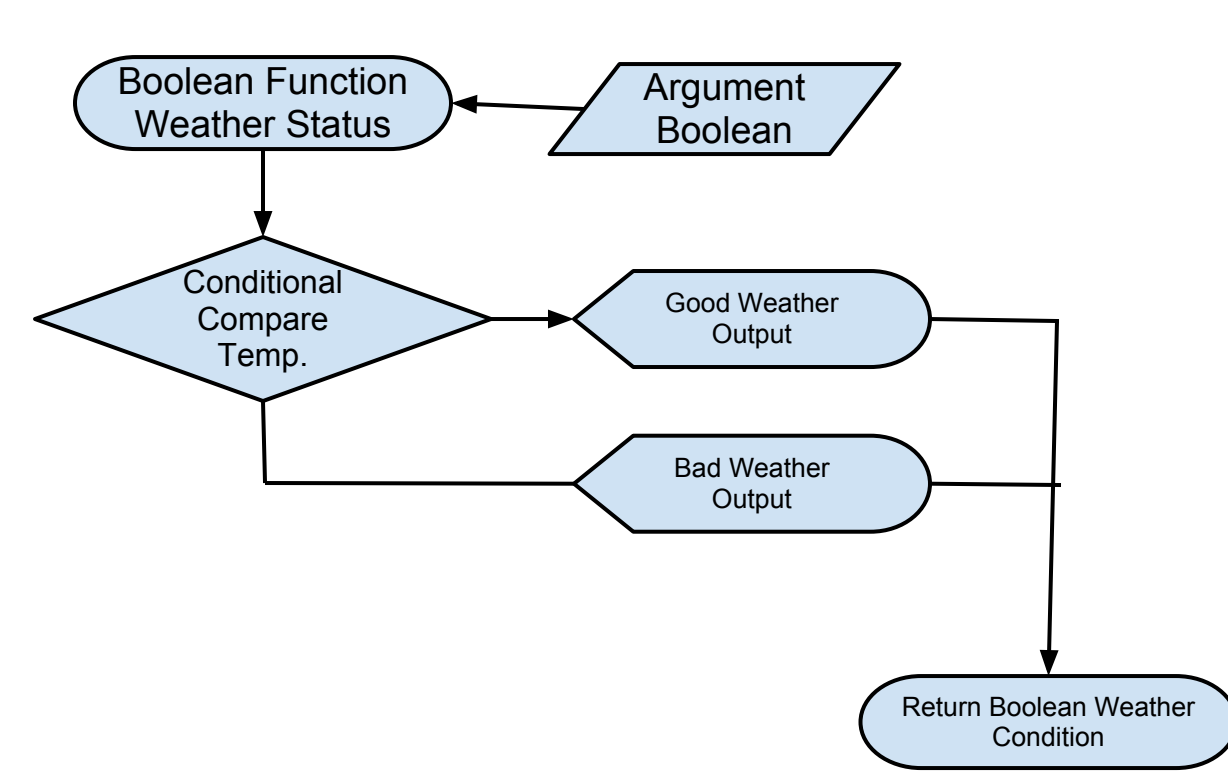 Boolean Function
Weather Status
Argument
Boolean
Conditional
Compare
Temp.
Good Weather
Output
Bad Weather
Output
Return Boolean Weather
Condition